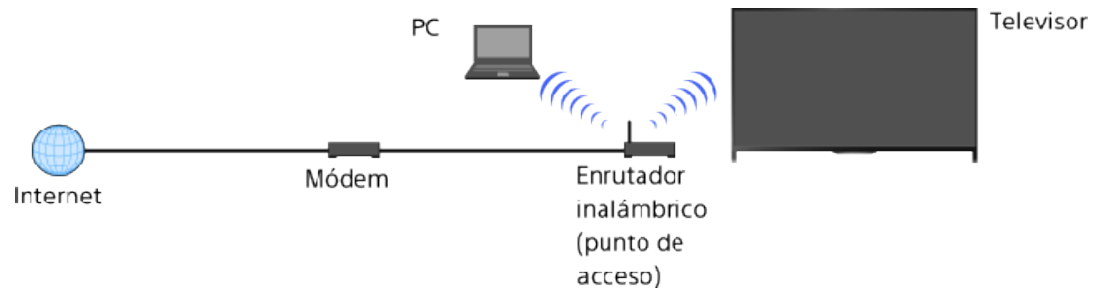 PC
Televisor
Internet
Módem
Enrutador
inalámbrico
(punto de
acceso)